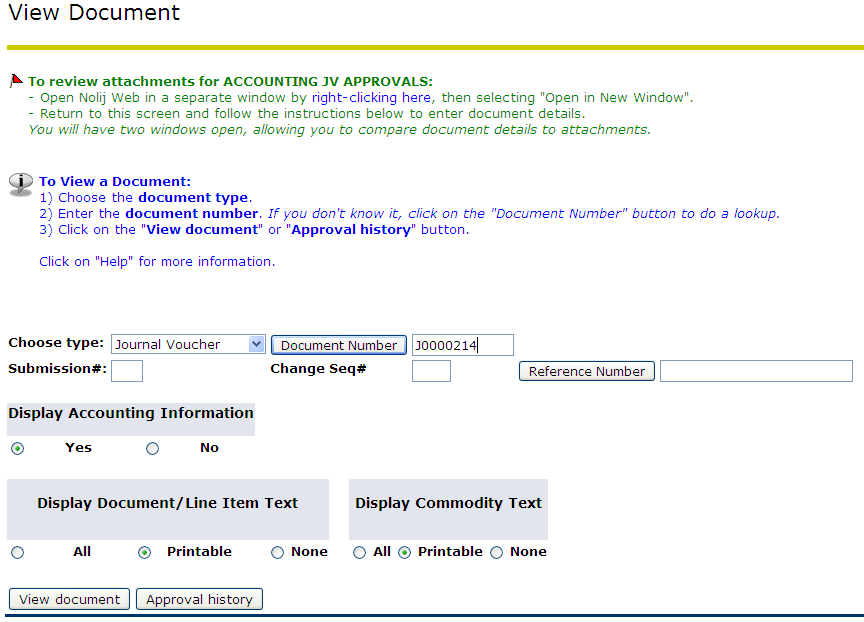 View Document
To review attachments for ACCOUNTING JV APPROVALS:
- Open Nolij Web in a separate window by right-clicking here, then selecting "Open in New Window".
- Return to this screen and follow the instructions below to enter document details.
You will have two windows open, allowing you to compare document details to attachments.
To View a Document:
1) Choose the document type.
2) Enter the document number. If you don't know it, click on the "Document Number" button to do a lookup.
3) Click on the "View document" or "Approval history" button.
Click on "Help" for more information.
Choose type: Journal Voucher Document Number J0000214
Submission#: Change Seq# Reference Number
Display Accounting Information
Yes No
Display Document/Line Item Text Display Commodity Text
All Printable None All Printable None
View document Approval history